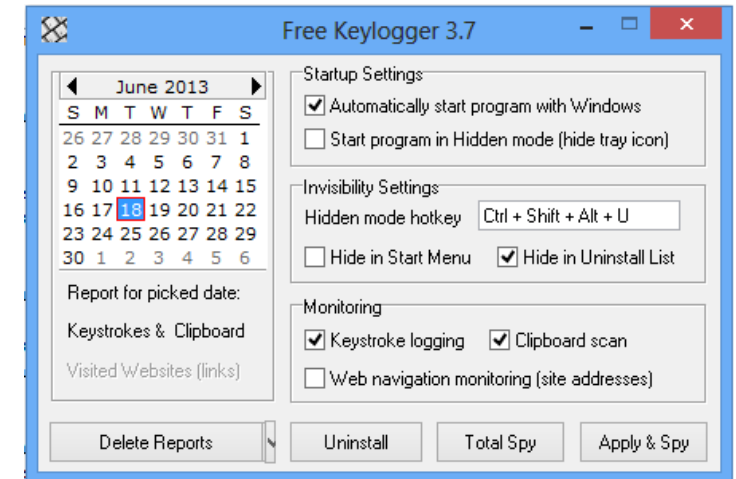 Free Keylogger 3.7
June 2013
S M T W T F S
26 27 28 29 30 31 1
2 3 4 5 6 7 8
9 10 11 12 13 14 15
16 17 18 19 20 21 22
23 24 25 26 27 28 29
30 1 2 3 4 5 6
Report for picked date:
Keystrokes & Clipboard
Visited Websites (links)
Delete Reports
Startup Settings
Automatically start program with Windows
Start program in Hidden mode (hide tray icon)
Invisibility Settings
Hidden mode hotkey Ctrl + Shift + Alt + U
Hide in Start Menu Hide in Uninstall List
Monitoring
Keystroke logging Clipboard scan
Web navigation monitoring (site addresses)
Uninstall Total Spy Apply & Spy